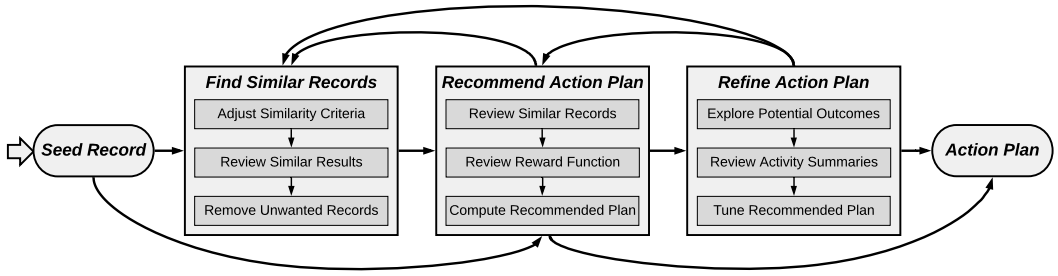 Seed Record
Find Similar Records
Adjust Similarity Criteria
Review Similar Results
Remove Unwanted Records
Recommend Action Plan
Review Similar Records
Review Reward Function
Compute Recommended Plan
Refine Action Plan
Explore Potential Outcomes
Review Activity Summaries
Tune Recommended Plan
Action Plan